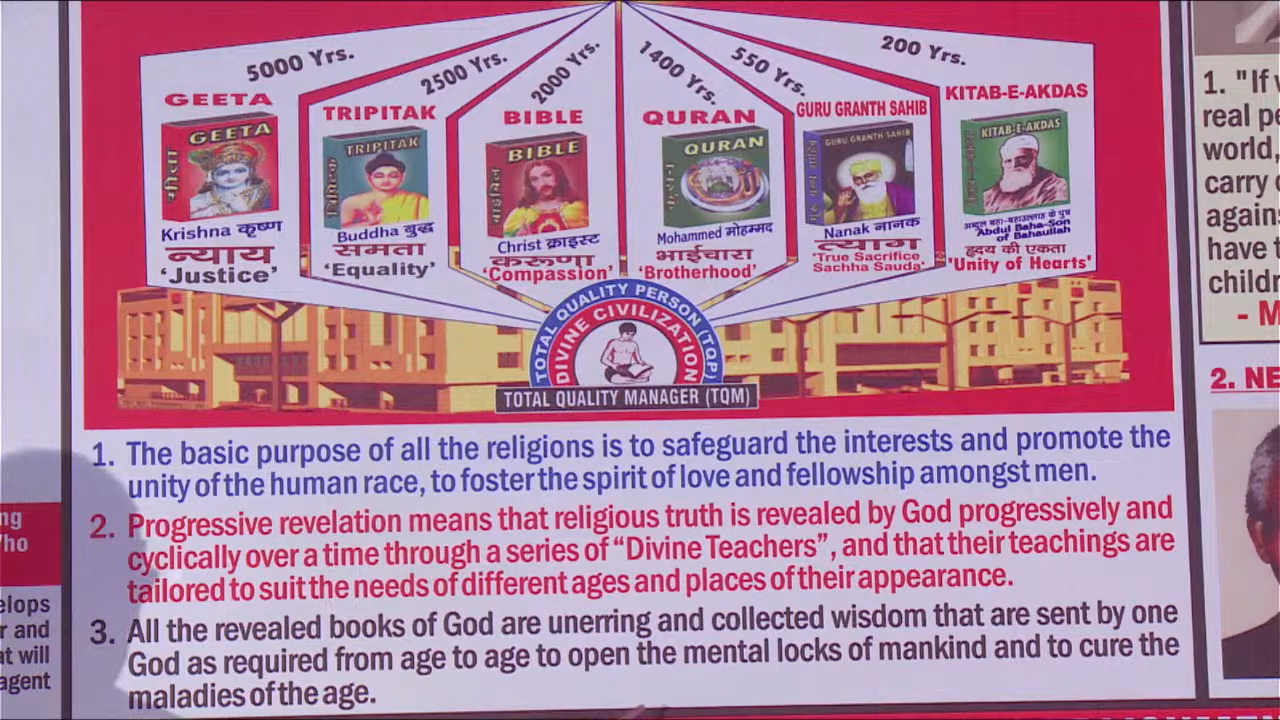 5000 Yrs.
2500 Yrs.
2000 Yrs.
1400 Yrs.
550 Yrs.
200 Yrs.
GEETA
TRIPITAK
BIBLE
QURAN
GURU GRANTH SAHIB
KITAB-E-AKDAS
GEETA
गीता
TRIPITAK
BIBLE
बाइबिल
QURAN
GURU GRANTH SAHIB
KITAB-E-AKDAS
Krishna कृष्ण
न्याय
'Justice'
Buddha बुद्ध
समता
'Equality'
Christ क्राइस्ट
करूणा
'Compassion'
Mohammed मोहम्मद
भाईचारा
'Brotherhood'
Nanak नानक
त्याग
'True Sacrifice
Sachha Sauda'
अब्दुल बहा-बहाउल्लाह के पुत्र
Abdul Baha-Son
of Bahaullah
हृदय की एकता
'Unity of Hearts'
TOTAL QUALITY PERSON (TQP)
DIVINE CIVILIZATION
TOTAL QUALITY MANAGER (TQM)
1. The basic purpose of all the religions is to safeguard the interests and promote the
unity of the human race, to foster the spirit of love and fellowship amongst men.
2. Progressive revelation means that religious truth is revealed by God progressively and
cyclically over a time through a series of “Divine Teachers”, and that their teachings are
tailored to suit the needs of different ages and places of their appearance.
3. All the revealed books of God are unerring and collected wisdom that are sent by one
God as required from age to age to open the mental locks of mankind and to cure the
maladies of the age.
1. "If
real
world,
carry
have
- M
2. NE
r and
at will
agent